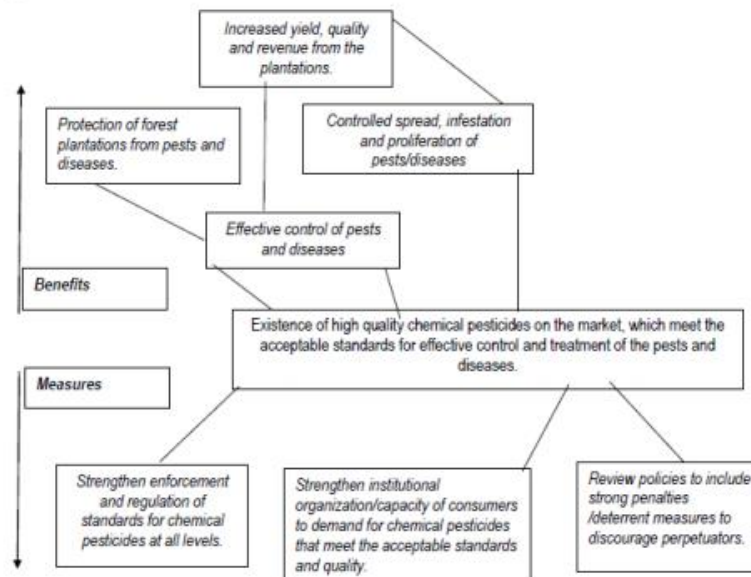 Increased yield, quality
and revenue from the
plantations.
Protection of forest
plantations from pests and
diseases.
Controlled spread, infestation
and proliferation of
pests/diseases
Effective control of pests
and diseases
Benefits
Existence of high quality chemical pesticides on the market, which meet the
acceptable standards for effective control and treatment of the pests and
diseases.
Measures
Strengthen enforcement
and regulation of
standards for chemical
pesticides at all levels.
Strengthen institutional
organization/capacity of consumers
to demand for chemical pesticides
that meet the acceptable standards
and quality.
Review policies to include
strong penalties
/deterrent measures to
discourage perpetuators.